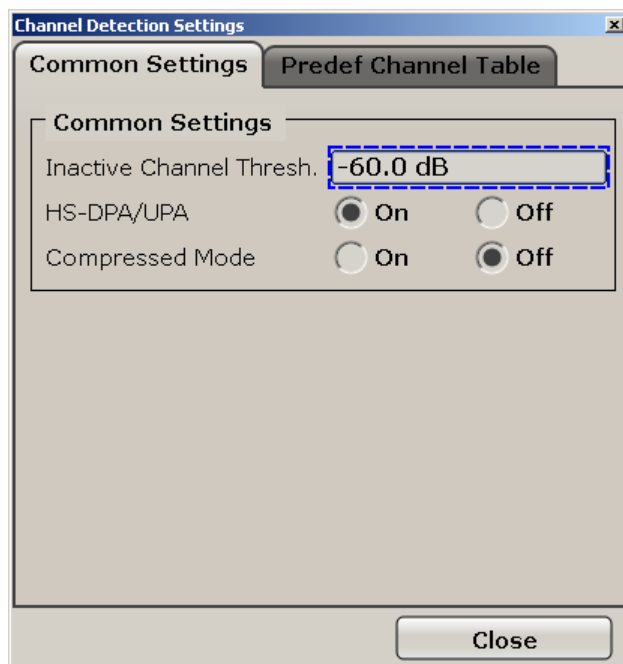 Channel Detection Settings
Common Settings Predef Channel Table
Common Settings
Inactive Channel Thresh. -60.0 dB
HS-DPA/UPA On Off
Compressed Mode On Off
Close